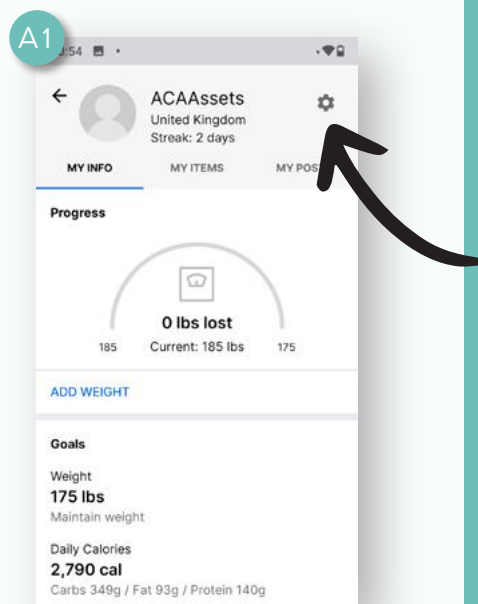 A1
:54
ACAAssets
United Kingdom
Streak: 2 days
MY INFO MY ITEMS MY POS
Progress
0 lbs lost
185 Current: 185 lbs 175
ADD WEIGHT
Goals
Weight
175 lbs
Maintain weight
Daily Calories
2,790 cal
Carbs 349g / Fat 93g / Protein 140g